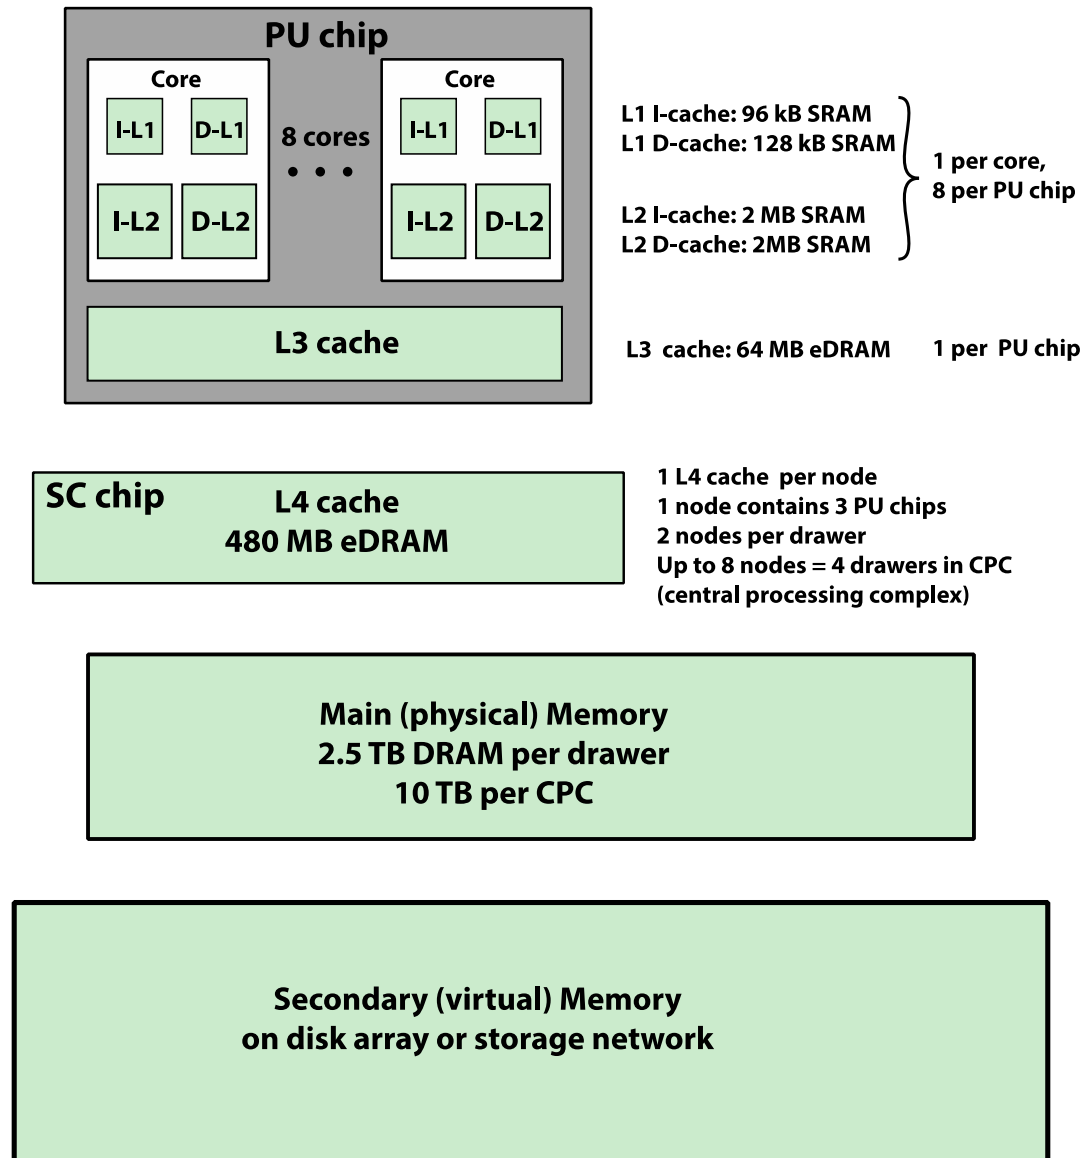 PU chip
Core
I-L1
D-L1
I-L2
D-L2
8 cores
• • •
Core
I-L1
D-L1
I-L2
D-L2
L1 I-cache: 96 kB SRAM
L1 D-cache: 128 kB SRAM
L2 I-cache: 2 MB SRAM
L2 D-cache: 2MB SRAM
1 per core,
8 per PU chip
L3 cache
L3 cache: 64 MB eDRAM
1 per PU chip
SC chip
L4 cache
480 MB eDRAM
1 L4 cache per node
1 node contains 3 PU chips
2 nodes per drawer
Up to 8 nodes = 4 drawers in CPC
(central processing complex)
Main (physical) Memory
2.5 TB DRAM per drawer
10 TB per CPC
Secondary (virtual) Memory
on disk array or storage network